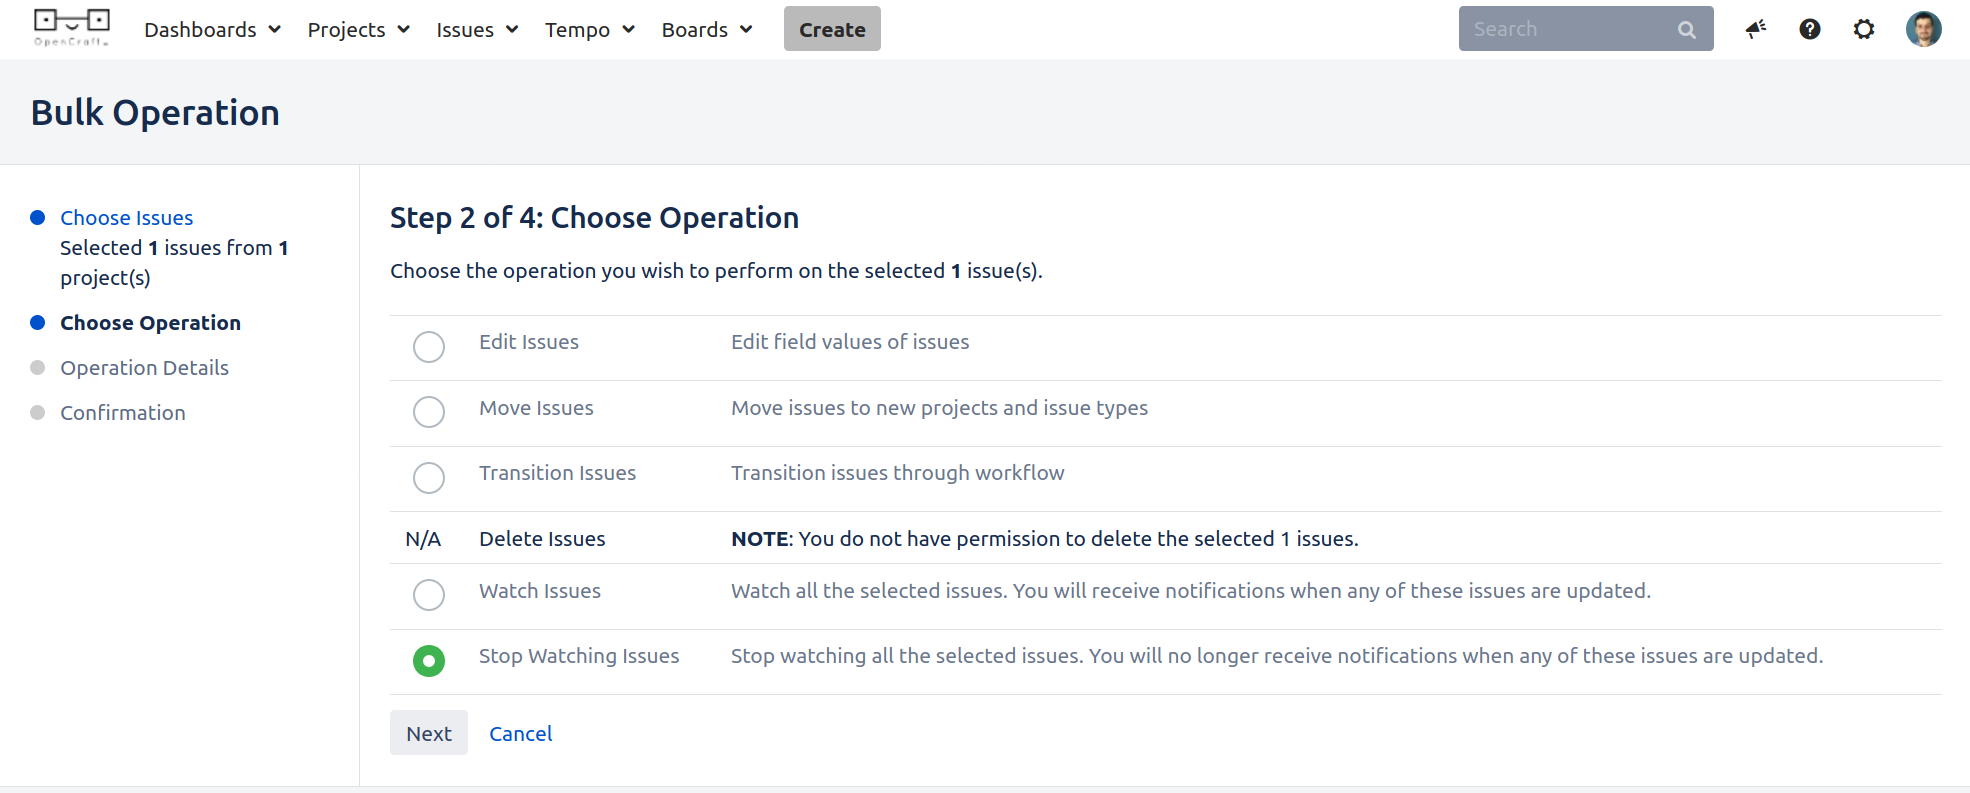 OpenCraft
Dashboards Projects Issues Tempo Boards Create Search
Bulk Operation
Choose Issues
Selected 1 issues from 1
project(s)
Choose Operation
Operation Details
Confirmation
Step 2 of 4: Choose Operation
Choose the operation you wish to perform on the selected 1 issue(s).
Edit Issues Edit field values of issues
Move Issues Move issues to new projects and issue types
Transition Issues Transition issues through workflow
N/A Delete Issues NOTE: You do not have permission to delete the selected 1 issues.
Watch Issues Watch all the selected issues. You will receive notifications when any of these issues are updated.
Stop Watching Issues Stop watching all the selected issues. You will no longer receive notifications when any of these issues are updated.
Next Cancel